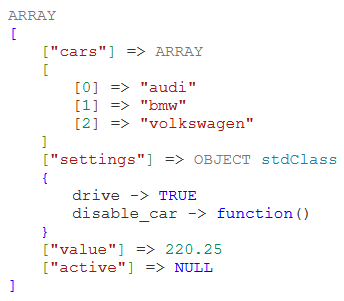 ARRAY
[
    ["cars"] => ARRAY
    [
        [0] => "audi"
        [1] => "bmw"
        [2] => "volkswagen"
    ]
    ["settings"] => OBJECT stdClass
    {
        drive -> TRUE
        disable_car -> function()
    }
    ["value"] => 220.25
    ["active"] => NULL
]